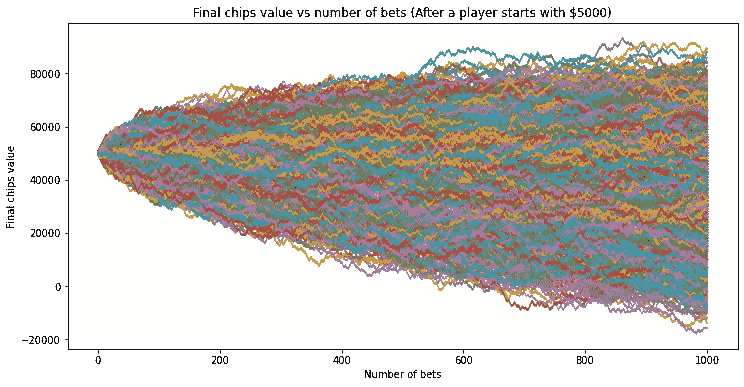 Final chips value vs number of bets (After a player starts with $5000)
80000
60000
40000
20000
0
−20000
Final chips value
0 200 400 600 800 1000
Number of bets